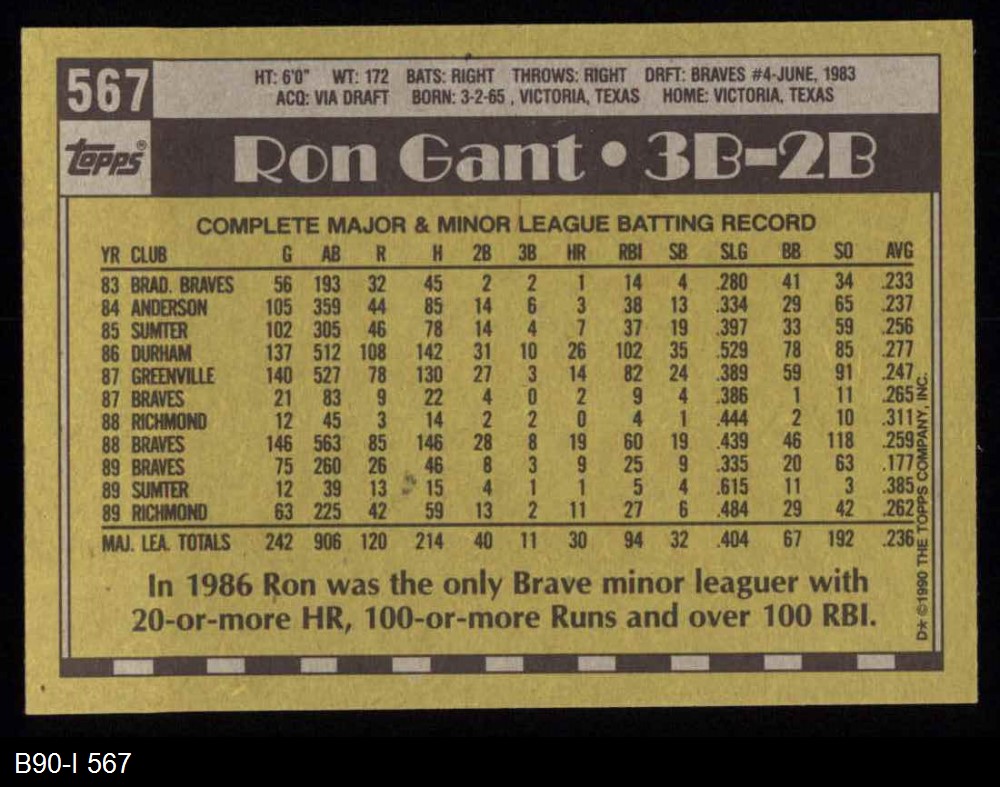 567
HT: 6'0" WT: 172 BATS: RIGHT THROWS: RIGHT DRFT: BRAVES #4-JUNE, 1983
ACQ: VIA DRAFT BORN: 3-2-65 , VICTORIA, TEXAS HOME: VICTORIA, TEXAS
topps®
Ron Gant • 3B-2B
COMPLETE MAJOR & MINOR LEAGUE BATTING RECORD
YR CLUB G AB R H 2B 3B HR RBI SB SLG BB SO AVG
83 BRAD. BRAVES 56 193 32 45 2 2 1 14 4 .280 41 34 .233
84 ANDERSON 105 359 44 85 14 6 3 38 13 .334 29 65 .237
85 SUMTER 102 305 46 78 14 4 7 37 19 .397 33 59 .256
86 DURHAM 137 512 108 142 31 10 26 102 35 .529 78 85 .277
87 GREENVILLE 140 527 78 130 27 3 14 82 24 .389 59 91 .247
87 BRAVES 21 83 9 22 4 0 2 9 4 .386 1 11 .265
88 RICHMOND 12 45 3 14 2 2 0 4 1 .444 2 10 .311
88 BRAVES 146 563 85 146 28 8 19 60 19 .439 46 118 .259
89 BRAVES 75 260 26 46 8 3 9 25 9 .335 20 63 .177
89 SUMTER 12 39 13 15 4 1 1 5 4 .615 11 3 .385
89 RICHMOND 63 225 42 59 13 2 11 27 6 .484 29 42 .262
MAJ. LEA. TOTALS 242 906 120 214 40 11 30 94 32 .404 67 192 .236
In 1986 Ron was the only Brave minor leaguer with
20-or-more HR, 100-or-more Runs and over 100 RBI.
D* ©1990 THE TOPPS COMPANY, INC.
B90-I 567